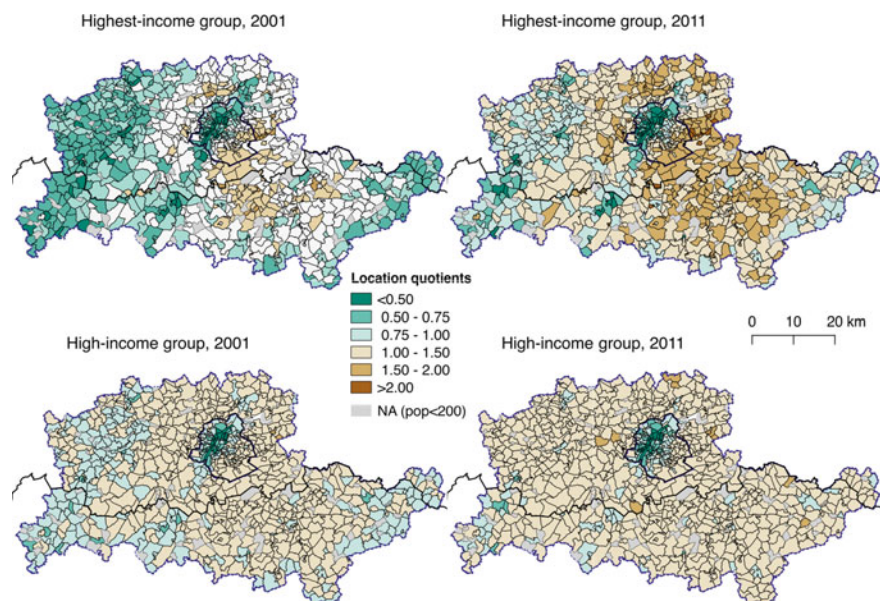 Highest-income group, 2001
Highest-income group, 2011
Location quotients
<0.50
0.50 - 0.75
0.75 - 1.00
1.00 - 1.50
1.50 - 2.00
>2.00
NA (pop<200)
0 10 20 km
High-income group, 2001
High-income group, 2011